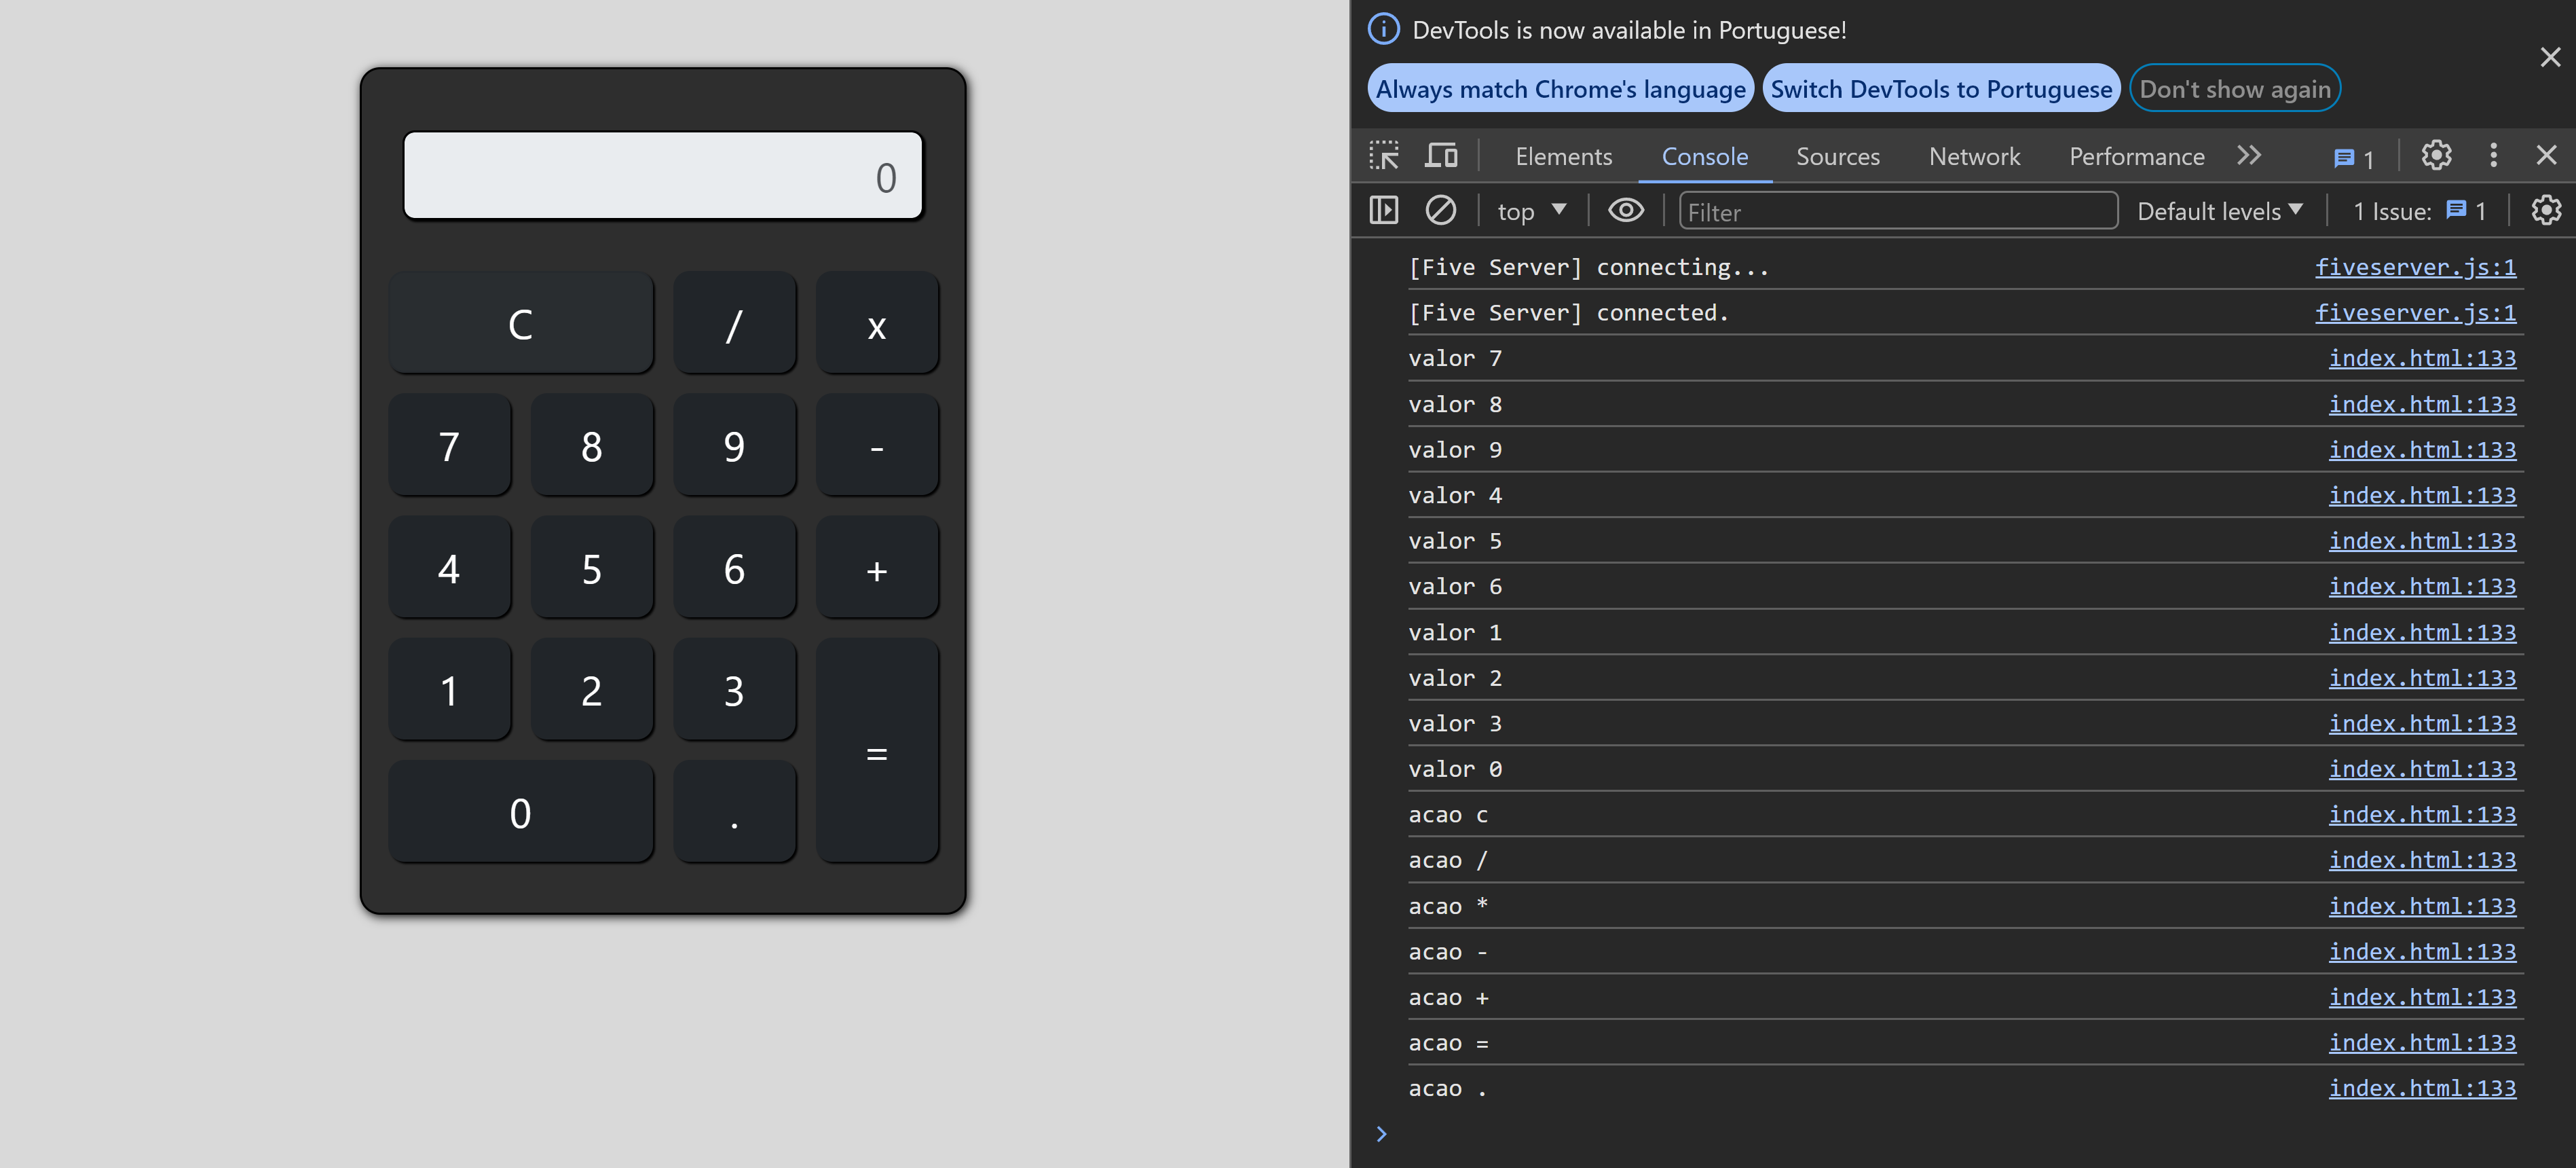 0
C / x
7 8 9 -
4 5 6 +
1 2 3
=
0 .
DevTools is now available in Portuguese!
Always match Chrome's language Switch DevTools to Portuguese Don't show again
Elements Console Sources Network Performance 1
top Filter Default levels 1 Issue: 1
[Five Server] connecting... fiveserver.js:1
[Five Server] connected. fiveserver.js:1
valor 7 index.html:133
valor 8 index.html:133
valor 9 index.html:133
valor 4 index.html:133
valor 5 index.html:133
valor 6 index.html:133
valor 1 index.html:133
valor 2 index.html:133
valor 3 index.html:133
valor 0 index.html:133
acao c index.html:133
acao / index.html:133
acao * index.html:133
acao - index.html:133
acao + index.html:133
acao = index.html:133
acao . index.html:133